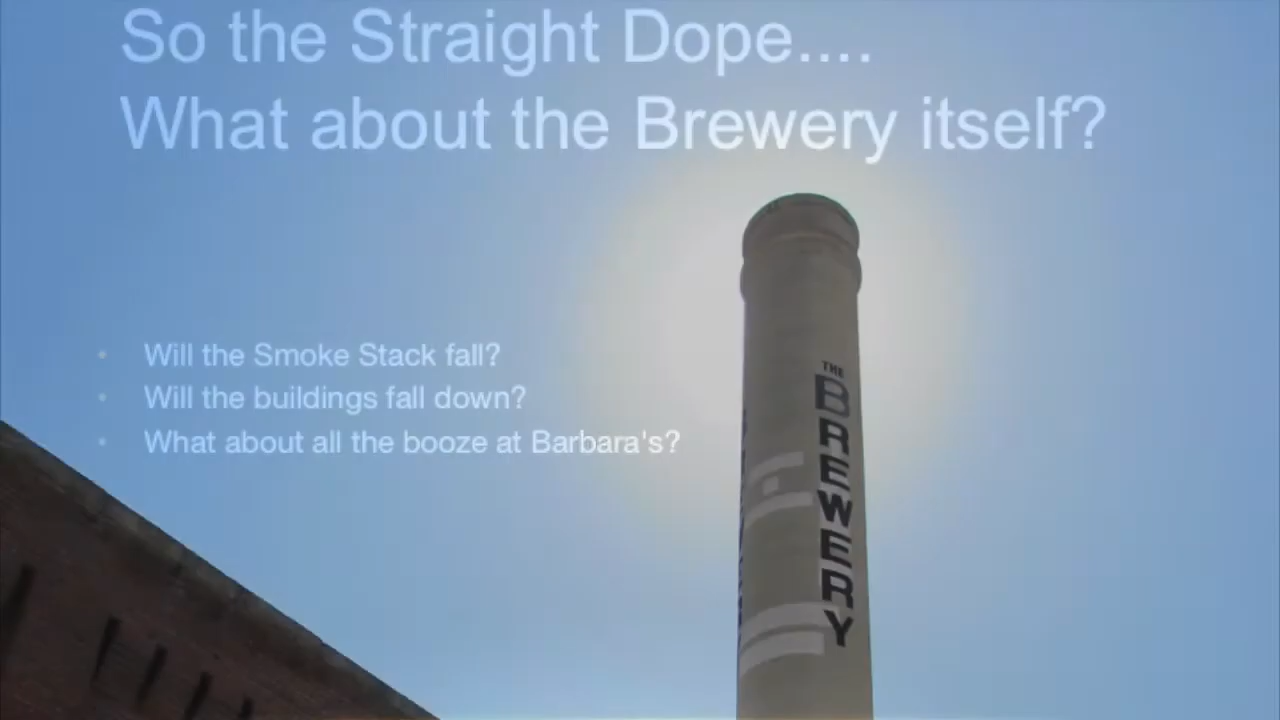 So the Straight Dope....
What about the Brewery itself?
• Will the Smoke Stack fall?
• Will the buildings fall down?
• What about all the booze at Barbara's?
THE
BREWERY